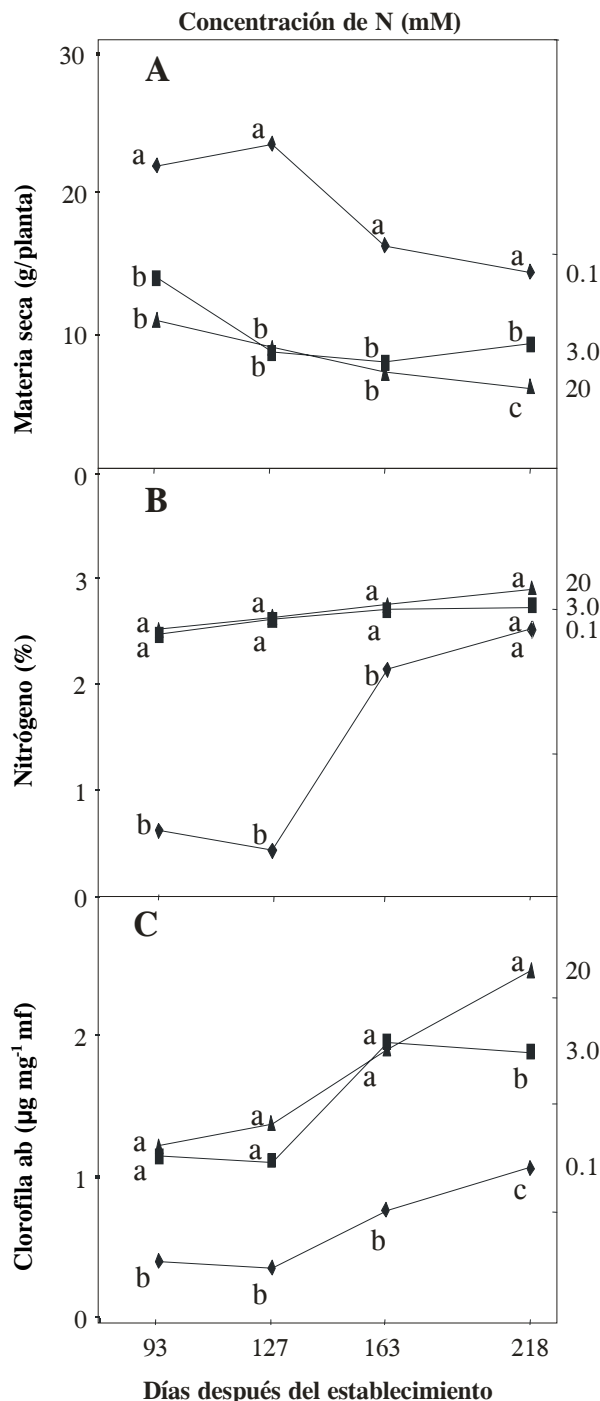 Concentración de N (mM)
30
A
a
a
20
a
a
0.1
b
b
b
b
3.0
10
b
b
b
20
c
Materia seca (g/planta)
0
B
3
a
a
a
a
20
3.0
a
a
a
a
0.1
a
2
b
Nitrógeno (%)
1
b
b
0
C
a
20
2
a
3.0
a
b
a
a
a
a
0.1
1
c
b
b
b
Clorofila ab (µg mg⁻¹ mf)
0
93 127 163 218
Días después del establecimiento